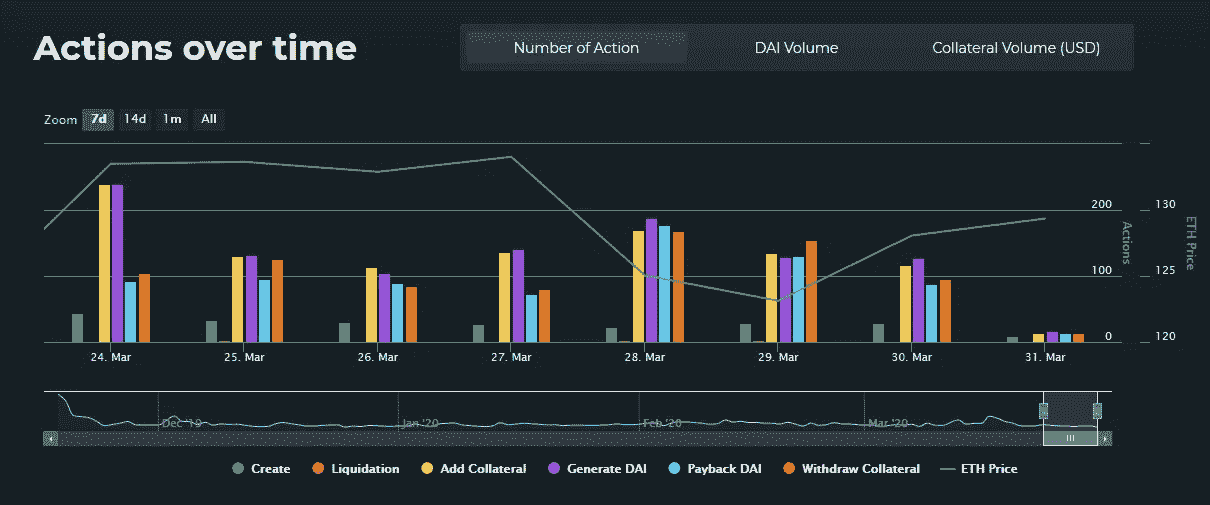 Actions over time
Number of Action
DAI Volume
Collateral Volume (USD)
Zoom 7d 14d 1m All
200
130
100
125
0
120
Actions
ETH Price
24. Mar 25. Mar 26. Mar 27. Mar 28. Mar 29. Mar 30. Mar 31. Mar
Dec '19 Jan '20 Feb '20 Mar '20
Create Liquidation Add Collateral Generate DAI Payback DAI Withdraw Collateral ETH Price